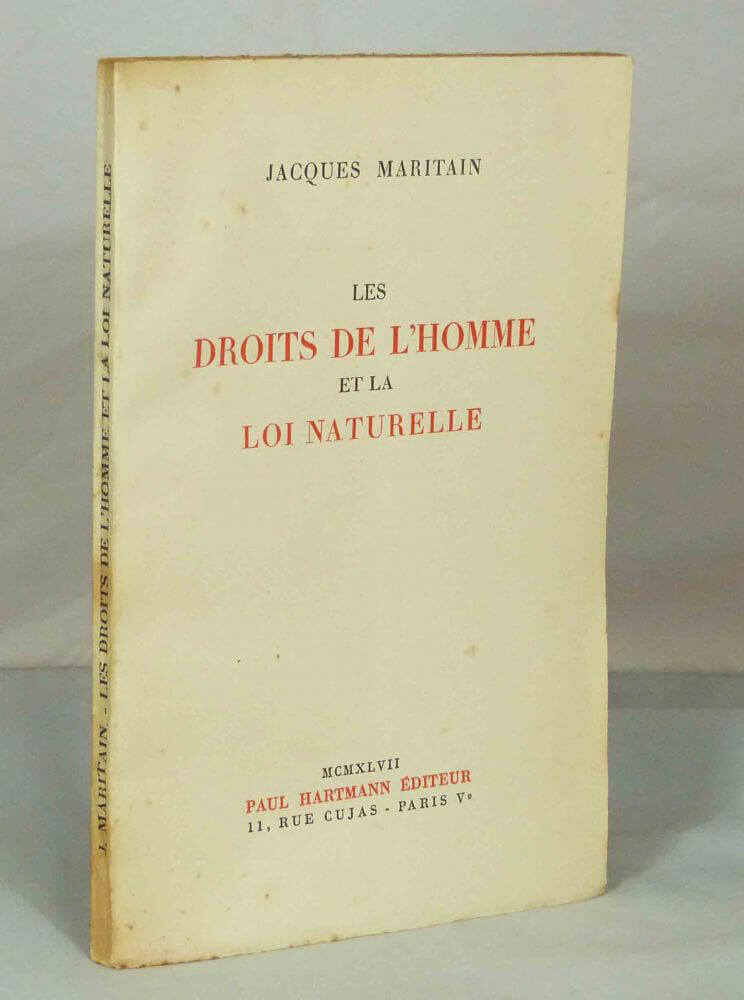 JACQUES MARITAIN
LES
DROITS DE L'HOMME
ET LA
LOI NATURELLE
MCMXLVII
PAUL HARTMANN ÉDITEUR
11, RUE CUJAS - PARIS Vº
J. MARITAIN. - LES DROITS DE L'HOMME ET LA LOI NATURELLE